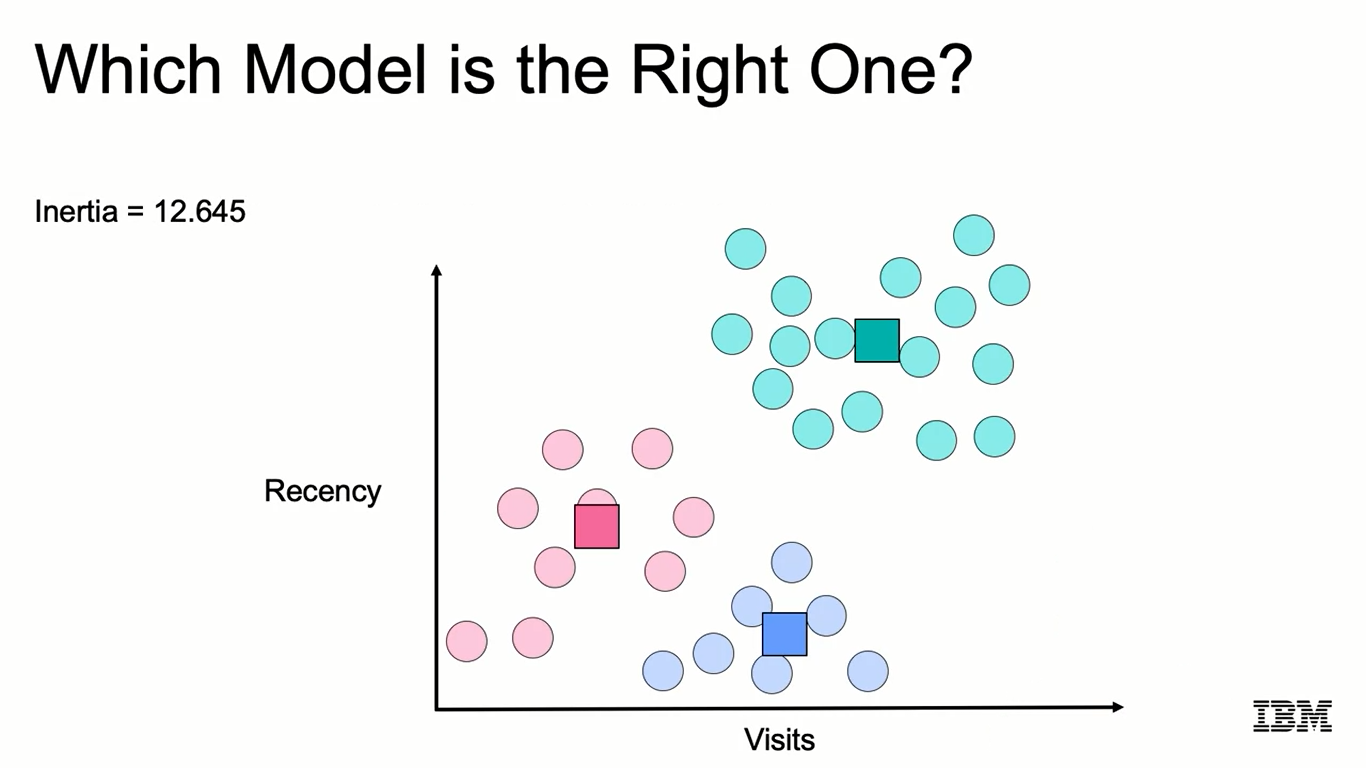 Which Model is the Right One?
Inertia = 12.645
Recency
Visits
IBM